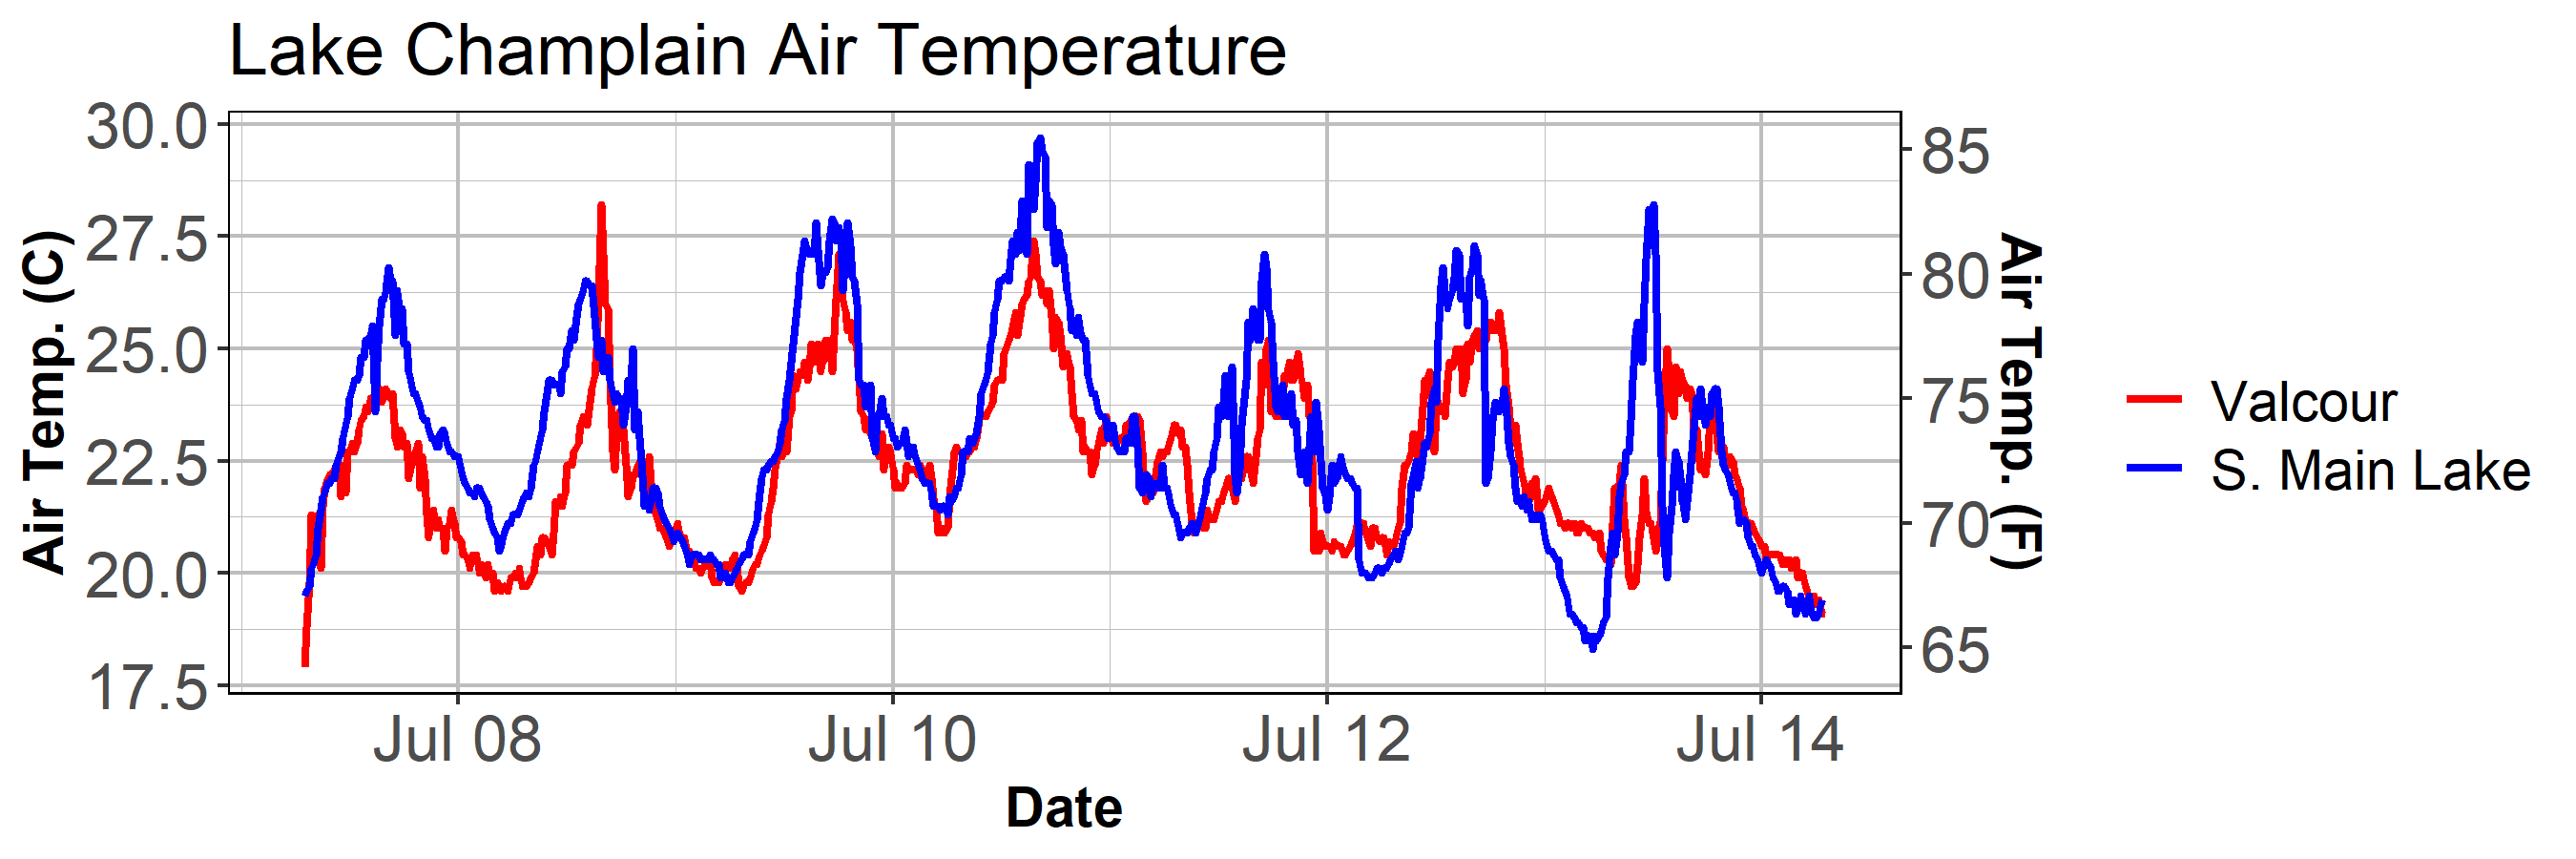 Lake Champlain Air Temperature
Air Temp. (C)
30.0
27.5
25.0
22.5
20.0
17.5
85
80
75
70
65
Air Temp. (F)
Jul 08
Jul 10
Jul 12
Jul 14
Date
Valcour
S. Main Lake